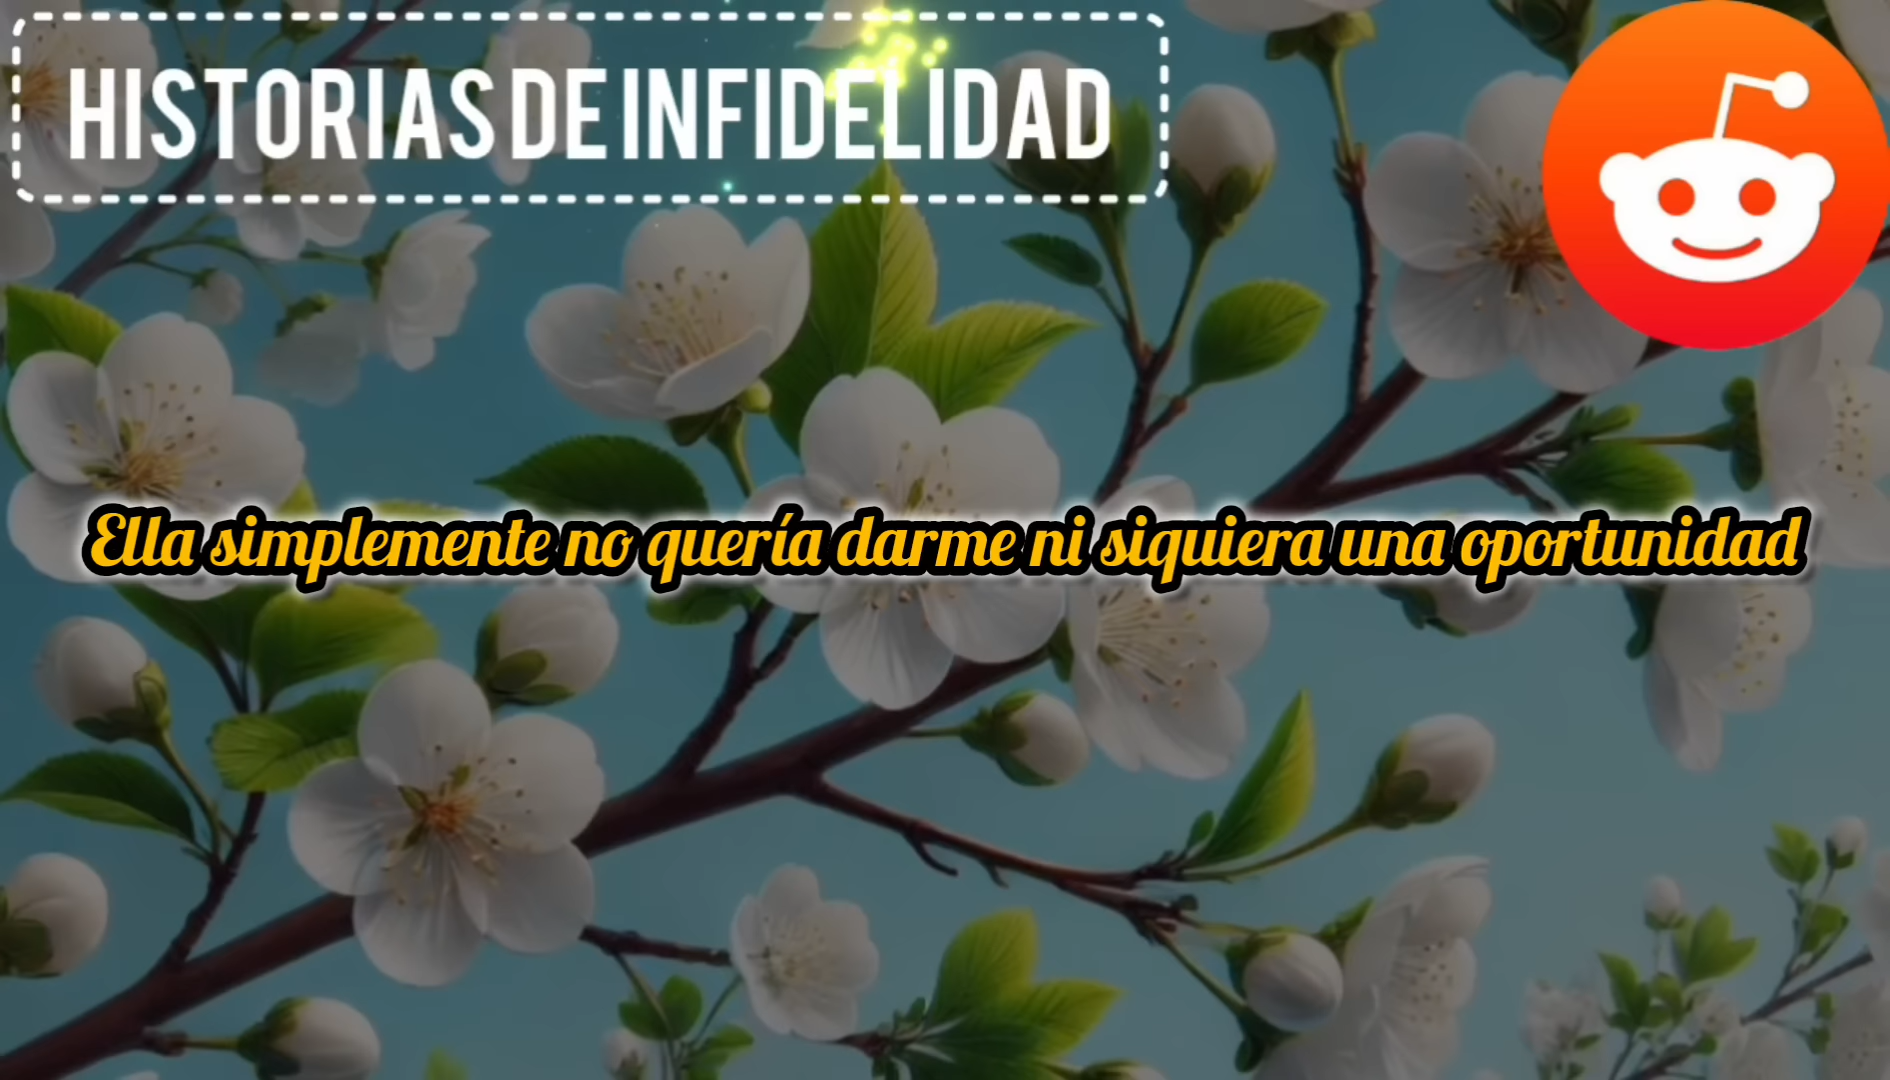 HISTORIAS DE INFIDELIDAD
Ella simplemente no quería darme ni siquiera una oportunidad